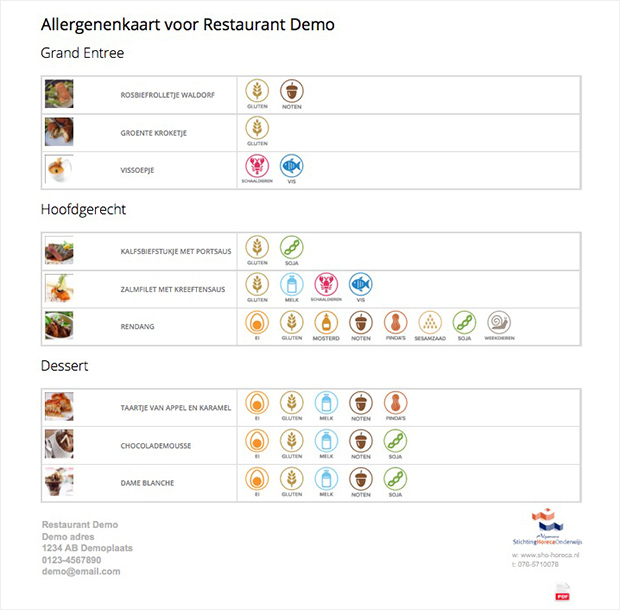 Allergenenkaart voor Restaurant Demo
Grand Entree
ROSBIEFROLLETJE WALDORF
GLUTEN NOTEN
GROENTE KROKETJE
GLUTEN
VISSOEPJE
SCHAALDIEREN VIS
Hoofdgerecht
KALFSBIEFSTUKJE MET PORTSAUS
GLUTEN SOJA
ZALMFILET MET KREEFTENSAUS
GLUTEN MELK SCHAALDIEREN VIS
RENDANG
EI GLUTEN MOSTERD NOTEN PINDA'S SESAMZAAD SOJA WEEKDIEREN
Dessert
TAARTJE VAN APPEL EN KARAMEL
EI GLUTEN MELK NOTEN PINDA'S
CHOCOLADEMOUSSE
EI GLUTEN MELK NOTEN SOJA
DAME BLANCHE
EI GLUTEN MELK NOTEN SOJA
Restaurant Demo
Demo adres
1234 AB Demoplaats
0123-4567890
demo@email.com
Algemene
StichtingHorecaOnderwijs
w: www.sho-horeca.nl
t: 076-5710078
PDF